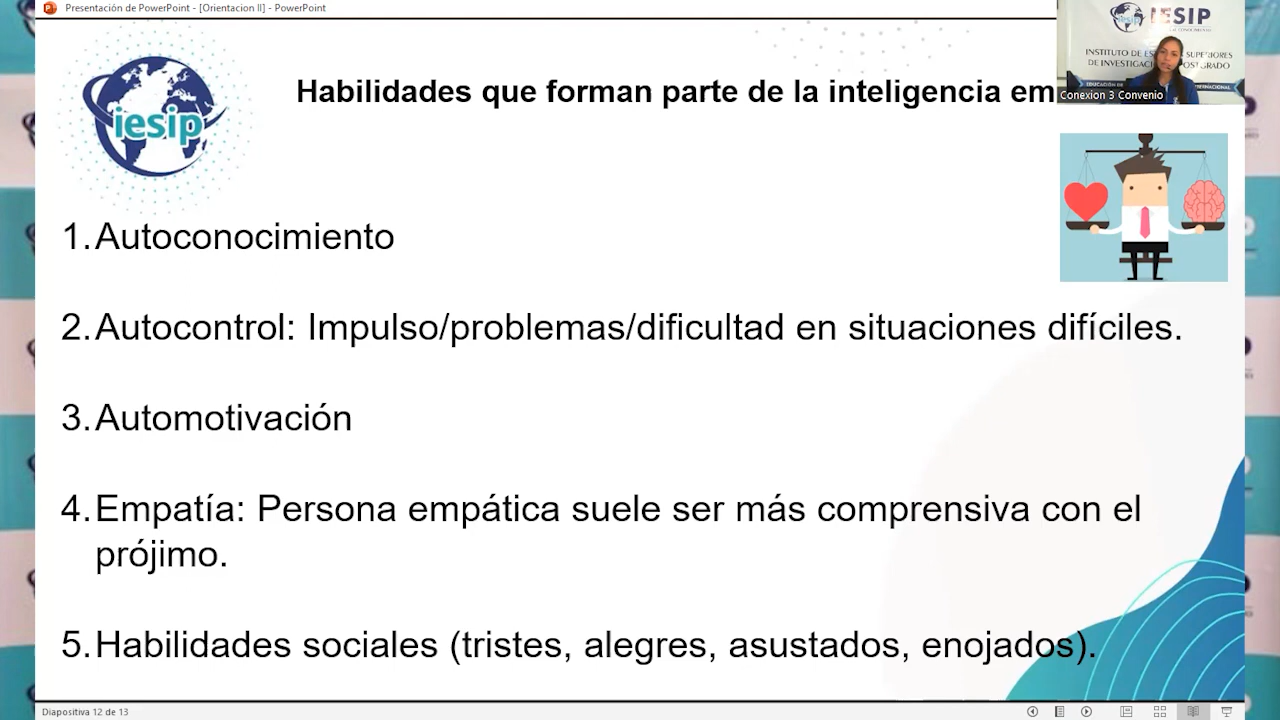 Presentación de PowerPoint - [Orientacion II] - PowerPoint
IESIP
INSTITUTO DE SUPERIORES
DE INVESTIGACIÓN POSTGRADO
Conexion 3 Convenio
iesip
Habilidades que forman parte de la inteligencia em
1. Autoconocimiento
2. Autocontrol: Impulso/problemas/dificultad en situaciones difíciles.
3. Automotivación
4. Empatía: Persona empática suele ser más comprensiva con el
prójimo.
5. Habilidades sociales (tristes, alegres, asustados, enojados).
Diapositiva 12 de 13